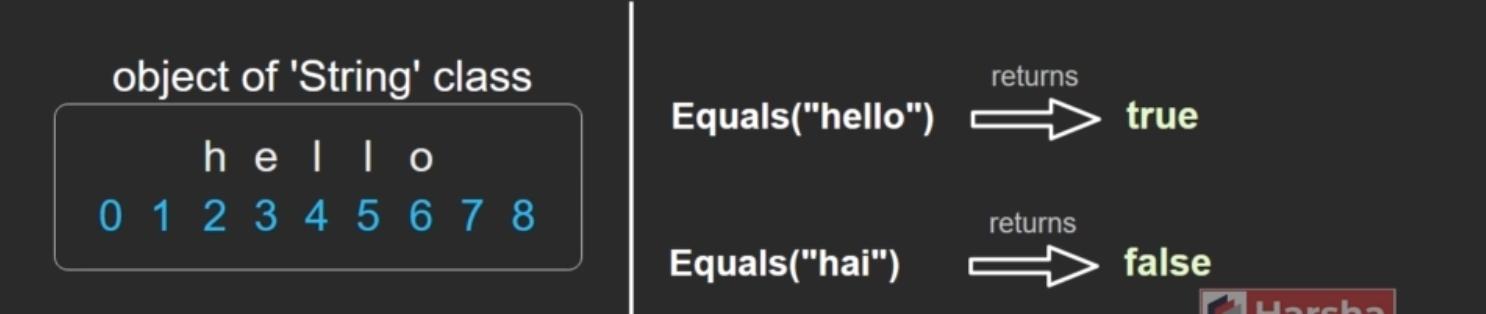 object of 'String' class
h e l l o
0 1 2 3 4 5 6 7 8
returns
Equals("hello") true
returns
Equals("hai") false
Harsha